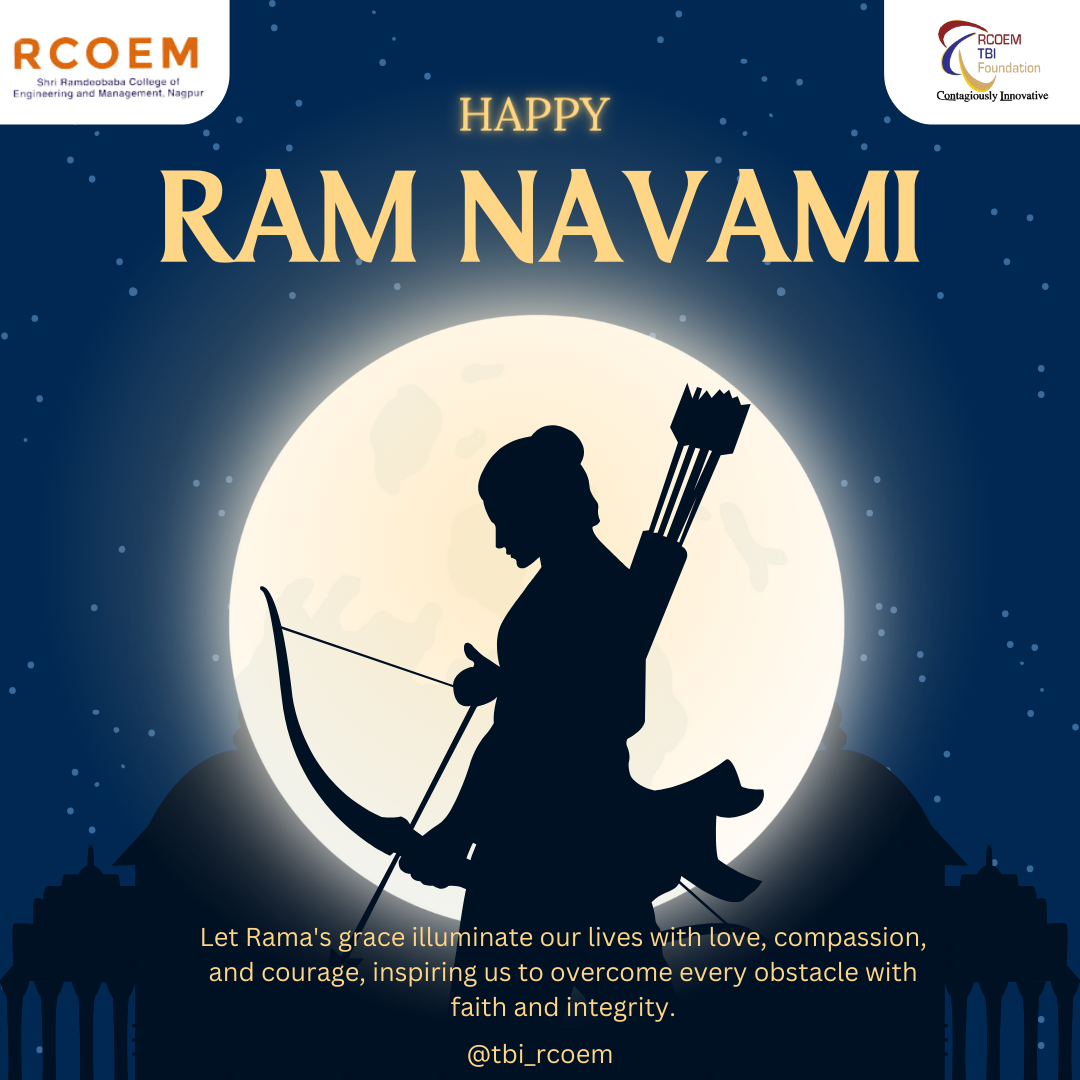 RCOEM
Shri Ramdeobaba College of
Engineering and Management, Nagpur
RCOEM
TBI
Foundation
Contagiously Innovative
HAPPY
RAM NAVAMI
Let Rama's grace illuminate our lives with love, compassion,
and courage, inspiring us to overcome every obstacle with
faith and integrity.
@tbi_rcoem